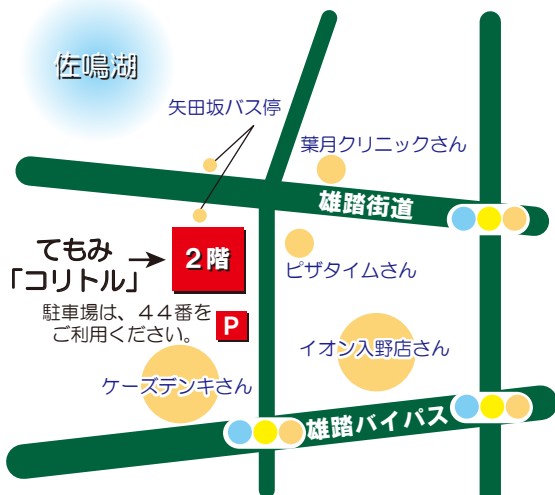 佐鳴湖
矢田坂バス停
葉月クリニックさん
雄踏街道
てもみ
「コリトル」
2階
ピザタイムさん
駐車場は、４４番を
ご利用ください。
P
イオン入野店さん
ケーズデンキさん
雄踏バイパス